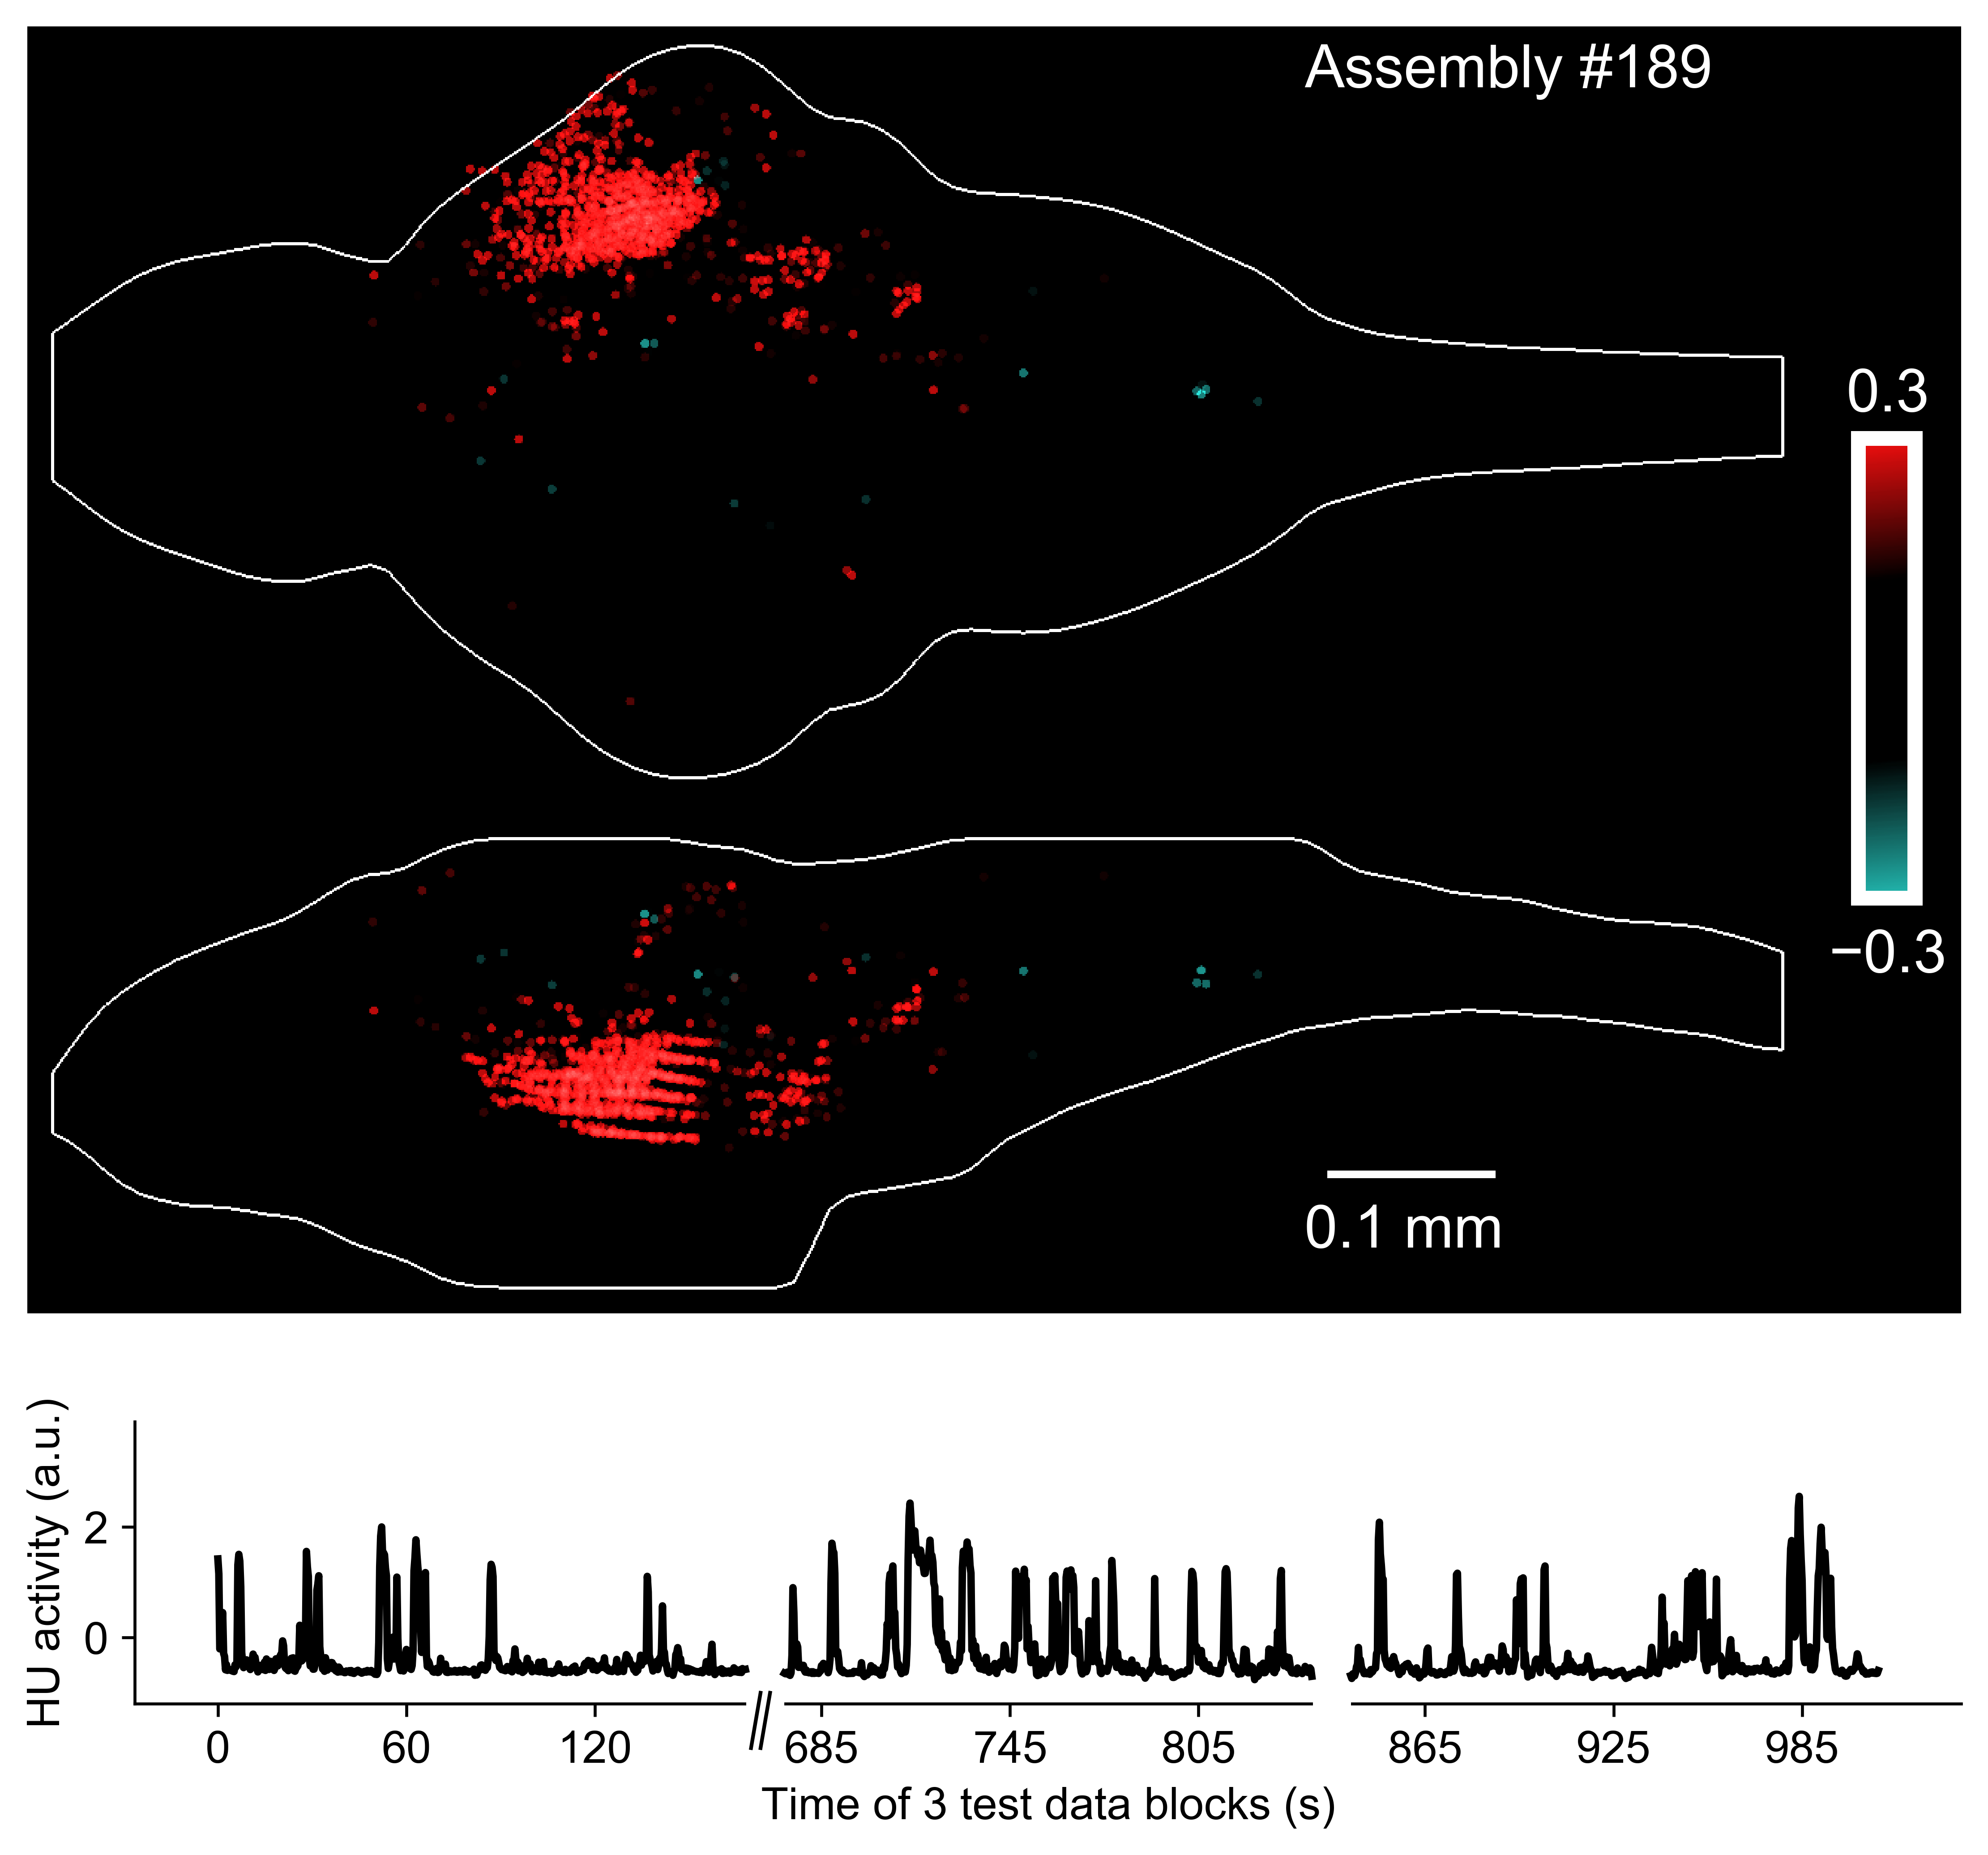 Assembly #189
0.3
−0.3
0.1 mm
HU activity (a.u.)
2
0
0 60 120 685 745 805 865 925 985
Time of 3 test data blocks (s)